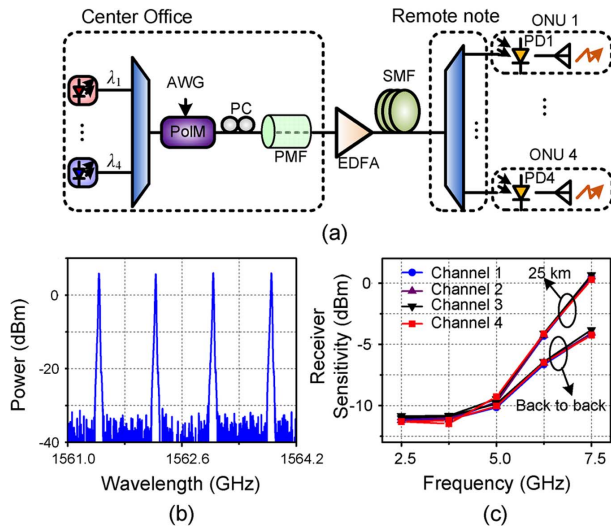 Center Office
Remote note
ONU 1
λ1
AWG
PC
SMF
PD1
PolM
λ4
PMF
EDFA
ONU 4
PD4
(a)
Power (dBm)
0
-20
-40
1561.0
1562.6
1564.2
Wavelength (GHz)
(b)
Receiver
Sensitivity (dBm)
0
-5
-10
Channel 1
Channel 2
Channel 3
Channel 4
25 km
Back to back
2.5
5.0
7.5
Frequency (GHz)
(c)